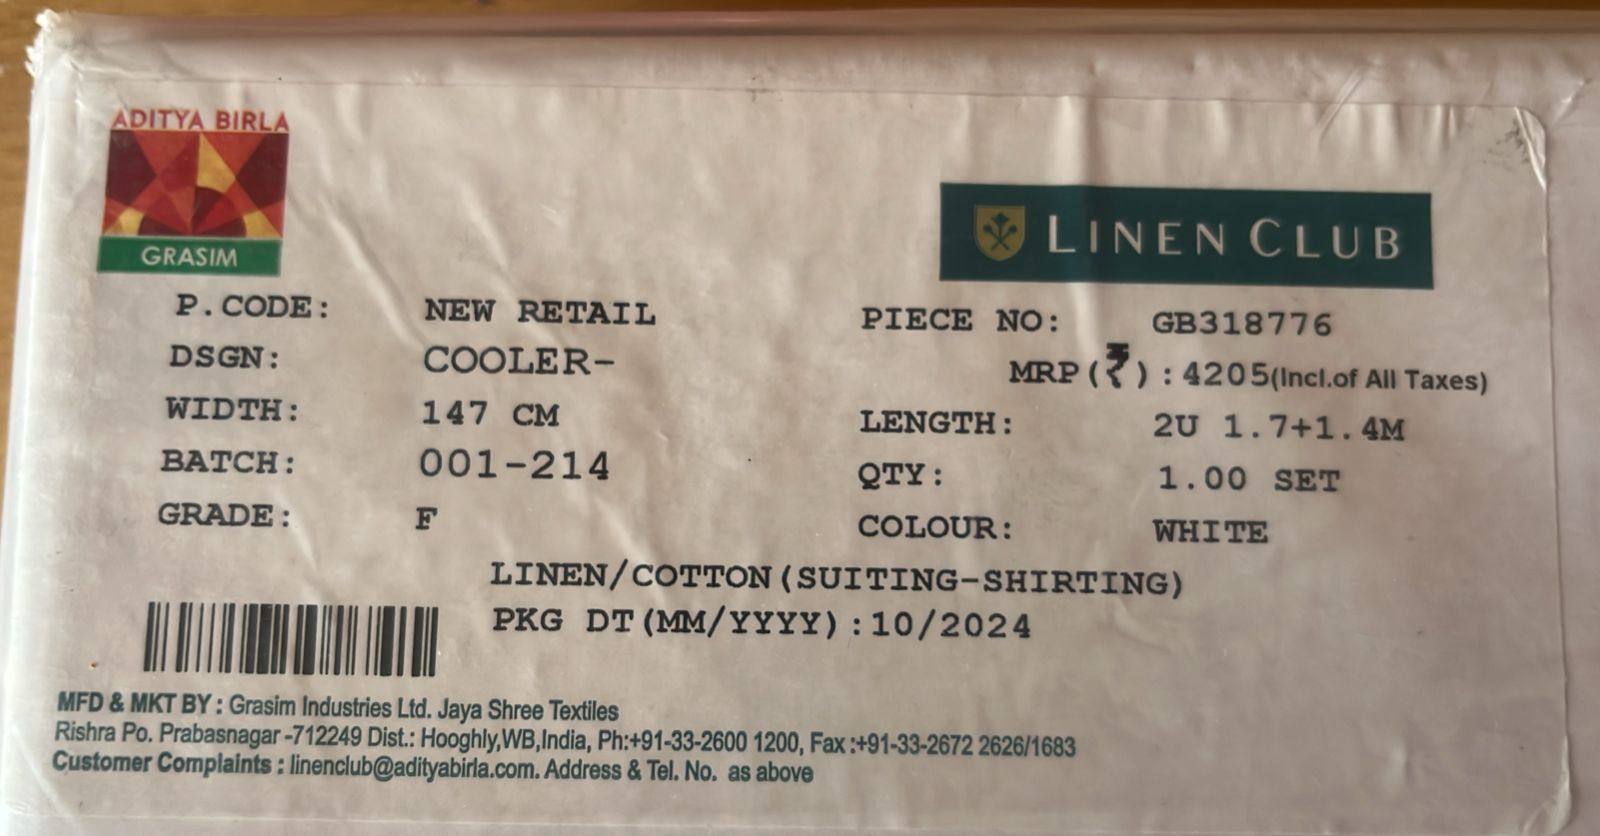 ADITYA BIRLA
GRASIM
LINEN CLUB
P.CODE: NEW RETAIL
PIECE NO: GB318776
DSGN: COOLER-
MRP(₹):4205(Incl.of All Taxes)
WIDTH: 147 CM
LENGTH: 2U 1.7+1.4M
BATCH: 001-214
QTY: 1.00 SET
GRADE: F
COLOUR: WHITE
LINEN/COTTON(SUITING-SHIRTING)
PKG DT(MM/YYYY):10/2024
MFD & MKT BY : Grasim Industries Ltd. Jaya Shree Textiles
Rishra Po. Prabasnagar -712249 Dist.: Hooghly,WB,India, Ph:+91-33-2600 1200, Fax :+91-33-2672 2626/1683
Customer Complaints : linenclub@adityabirla.com. Address & Tel. No. as above